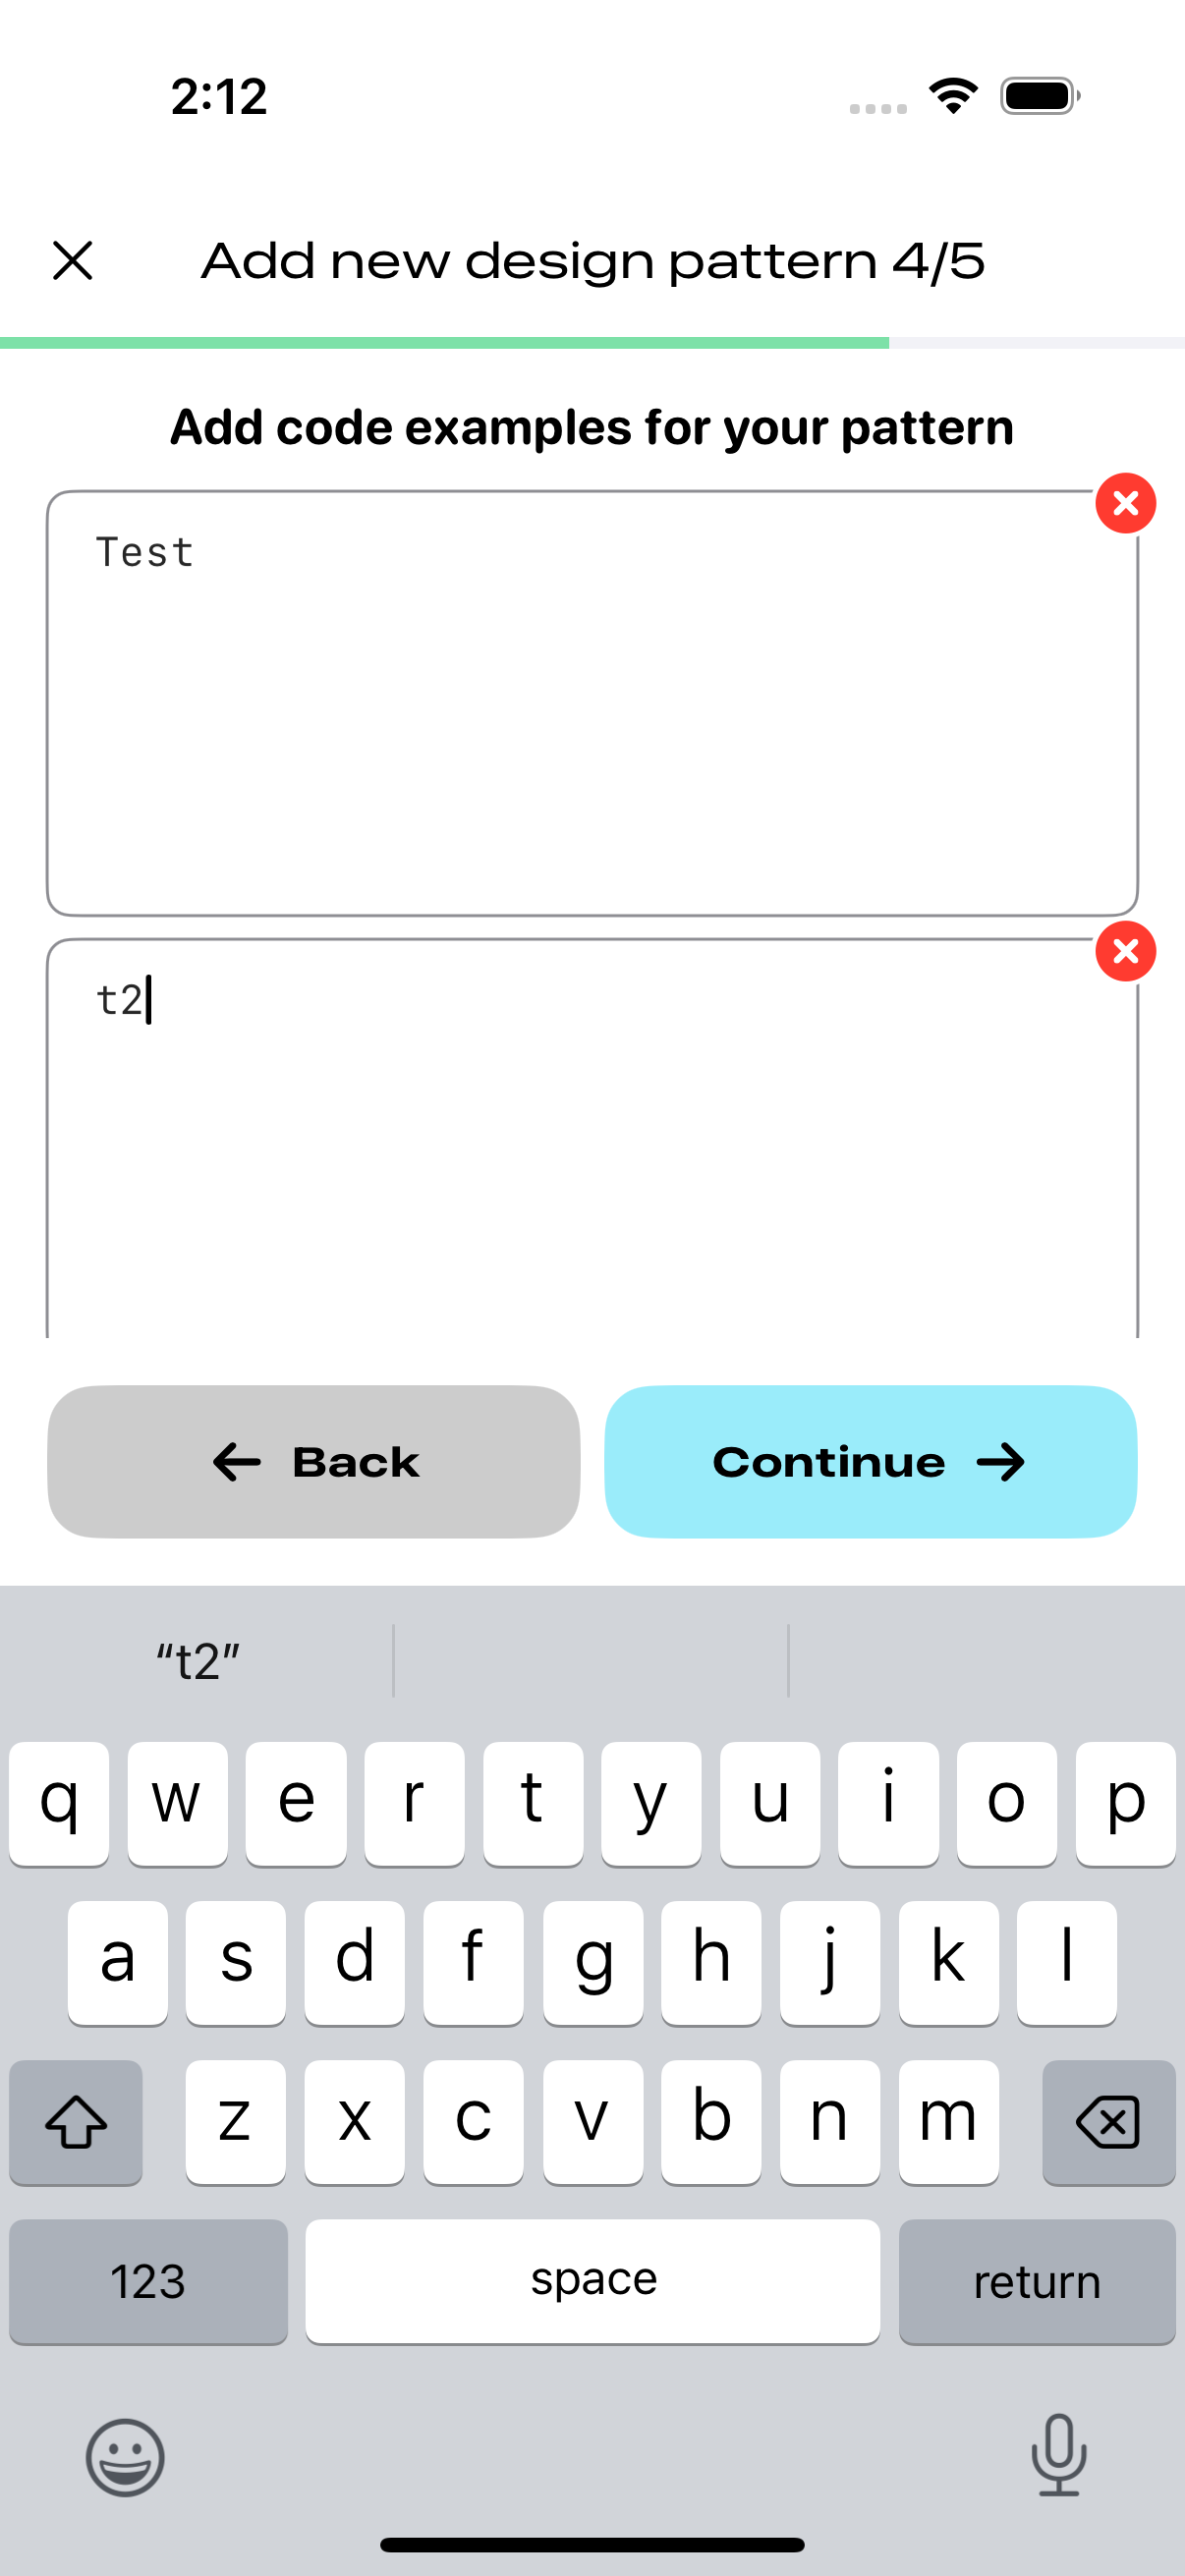 2:12
Add new design pattern 4/5
Add code examples for your pattern
Test
t2
Back
Continue
“t2”
q w e r t y u i o p
a s d f g h j k l
z x c v b n m
123 space return